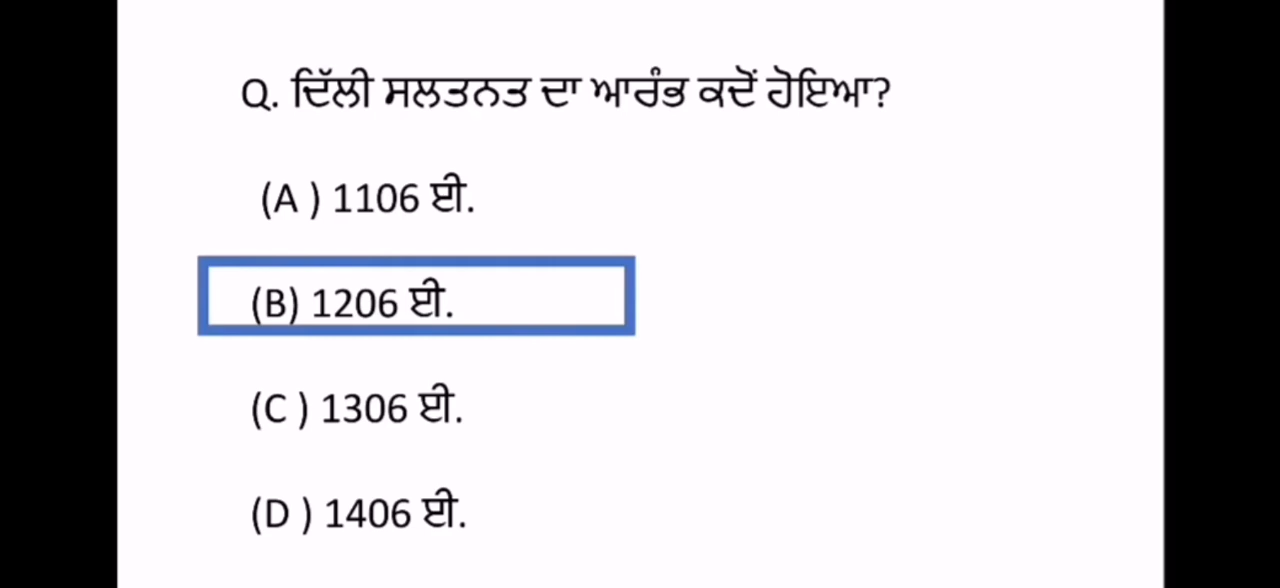 Q. ਦਿੱਲੀ ਸਲਤਨਤ ਦਾ ਆਰੰਭ ਕਦੋਂ ਹੋਇਆ?
(A ) 1106 ਈ.
(B) 1206 ਈ.
(C ) 1306 ਈ.
(D ) 1406 ਈ.